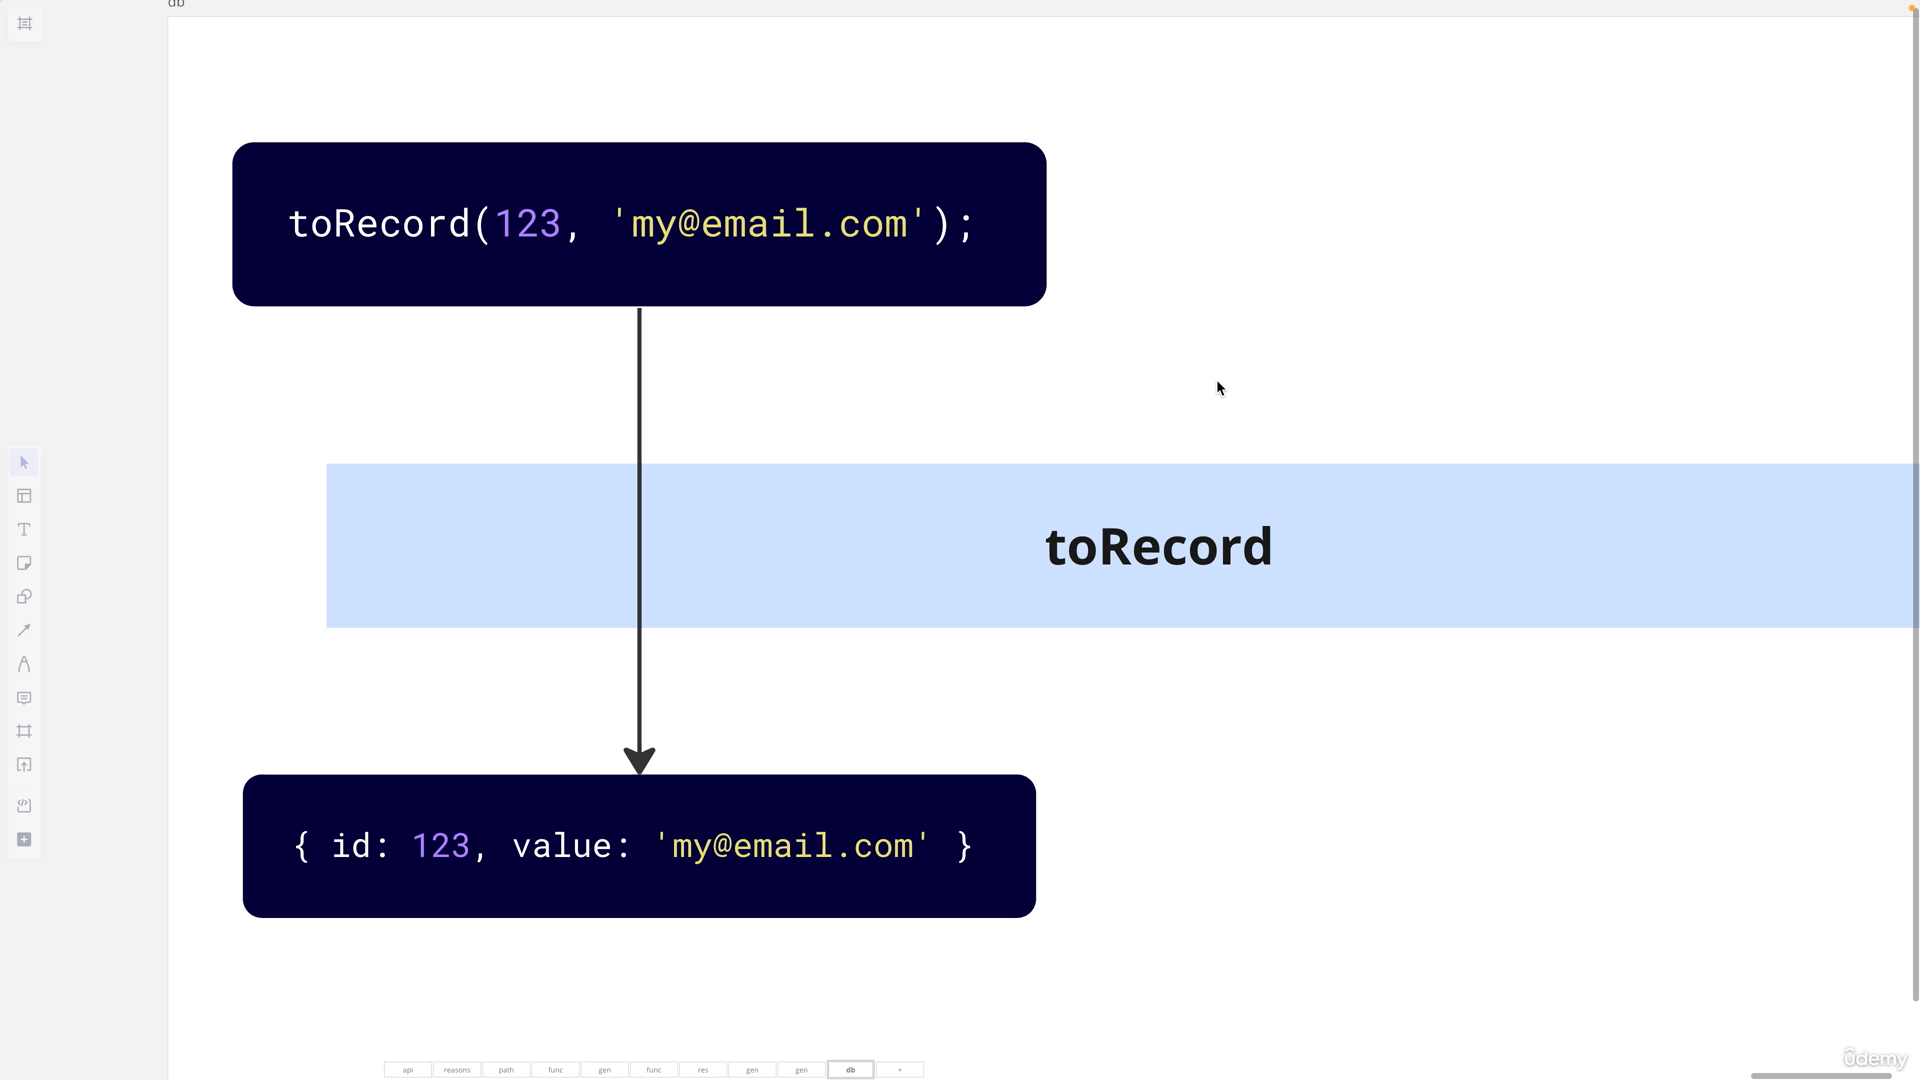 db
toRecord(123, 'my@email.com');
toRecord
{ id: 123, value: 'my@email.com' }
api reasons path func gen func res gen gen db +
ûdemy